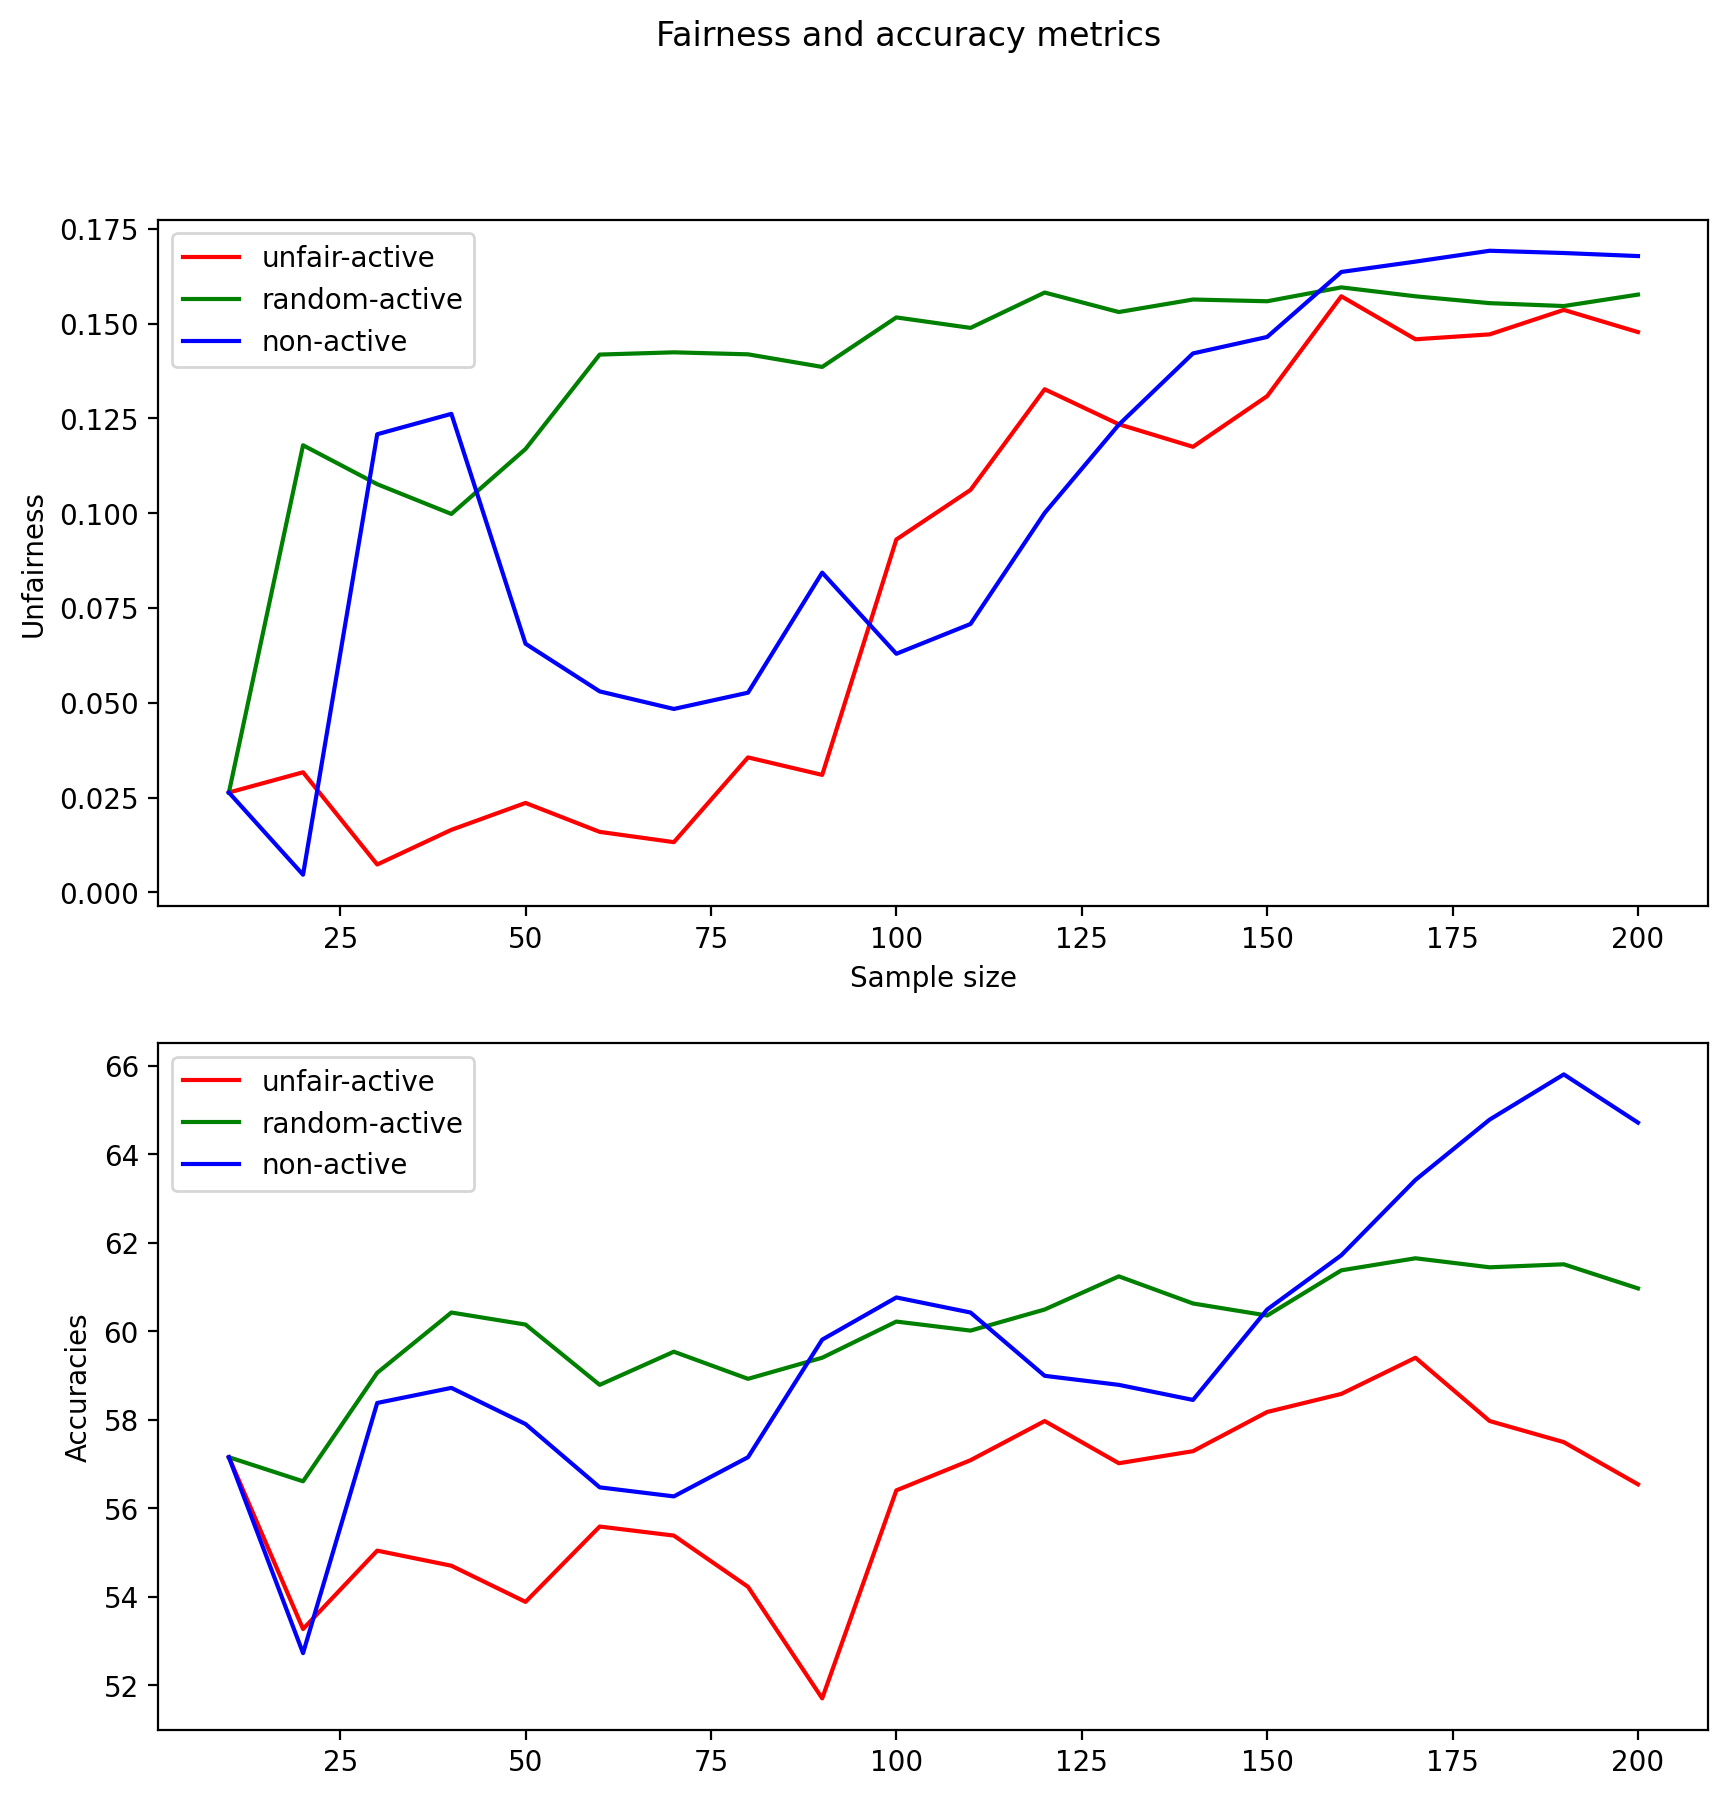 Fairness and accuracy metrics
0.175
0.150
0.125
0.100
0.075
0.050
0.025
0.000
Unfairness
unfair-active
random-active
non-active
25 50 75 100 125 150 175 200
Sample size
66
64
62
60
58
56
54
52
Accuracies
unfair-active
random-active
non-active
25 50 75 100 125 150 175 200